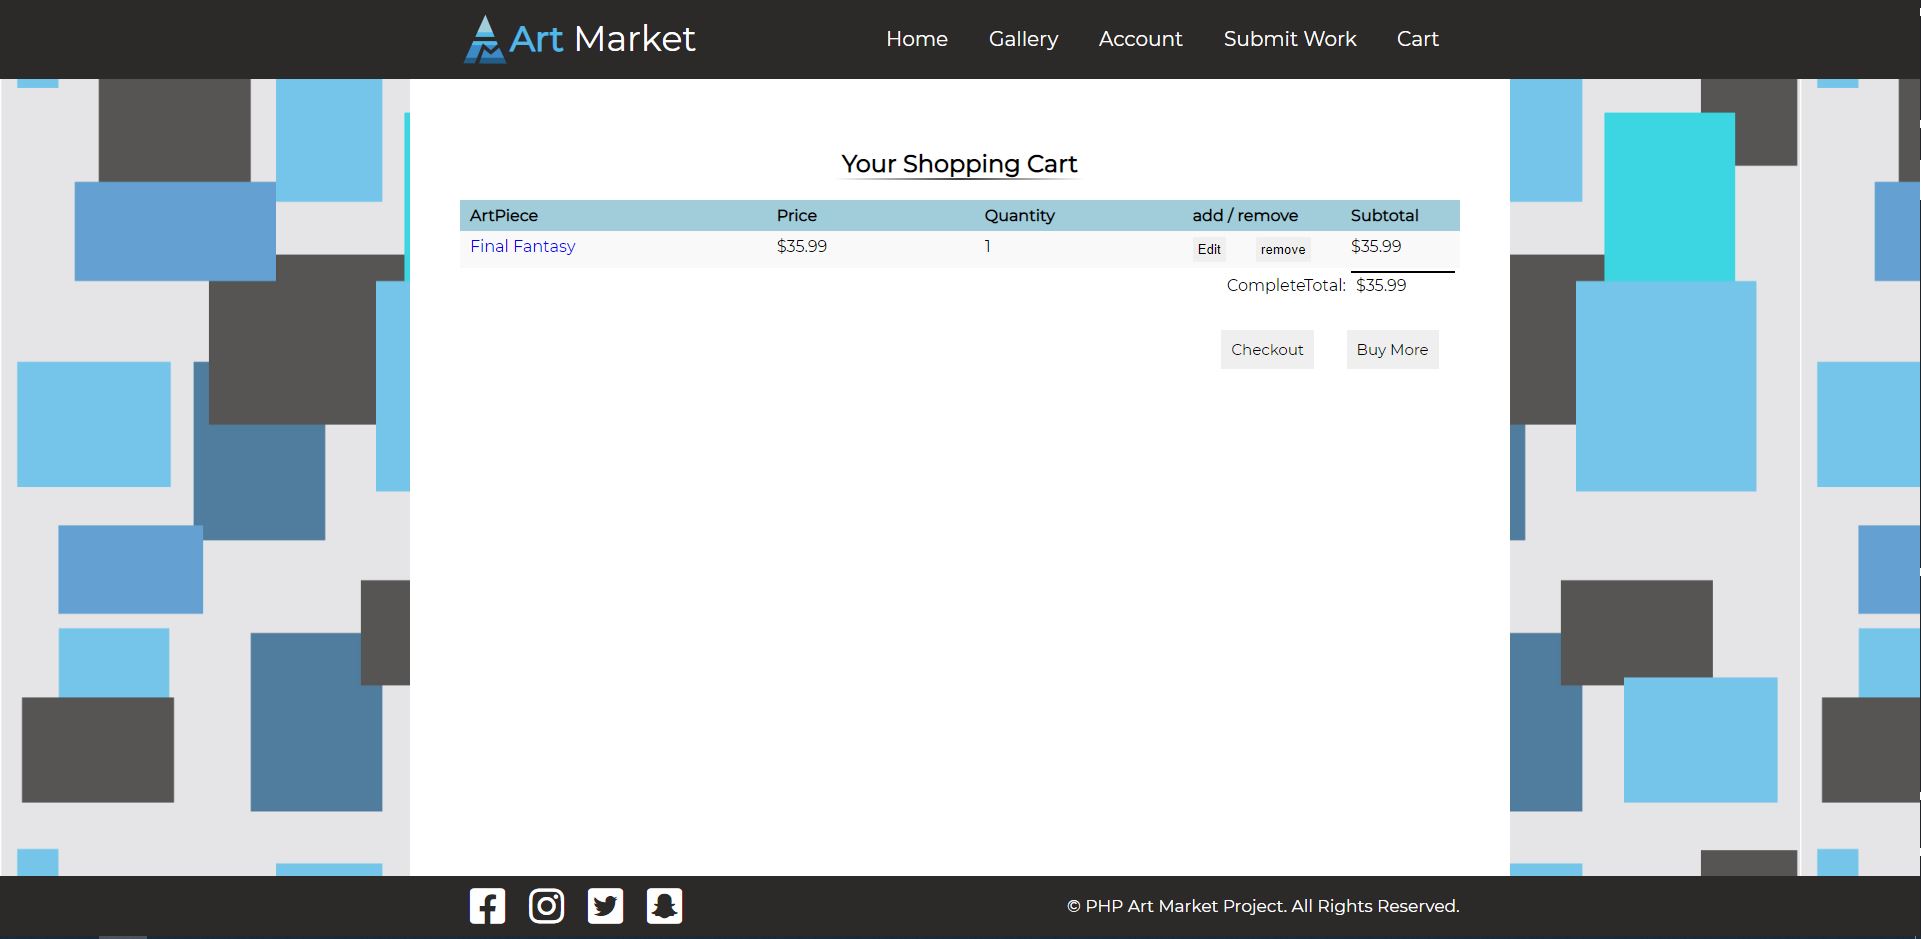 Art Market
Home Gallery Account Submit Work Cart
Your Shopping Cart
ArtPiece Price Quantity add / remove Subtotal
Final Fantasy $35.99 1 Edit remove $35.99
CompleteTotal: $35.99
Checkout Buy More
© PHP Art Market Project. All Rights Reserved.